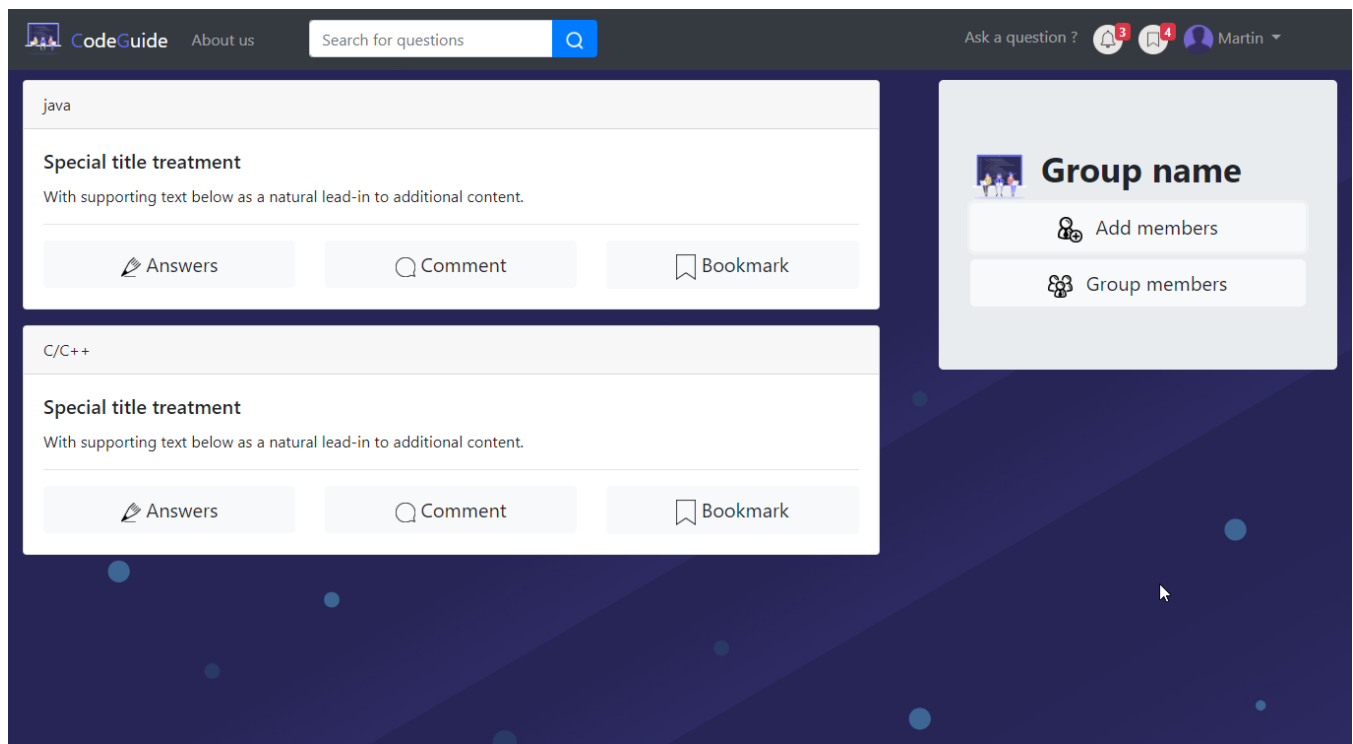 CodeGuide About us Search for questions Ask a question ? 3 4 Martin
java
Special title treatment
With supporting text below as a natural lead-in to additional content.
Answers Comment Bookmark
C/C++
Special title treatment
With supporting text below as a natural lead-in to additional content.
Answers Comment Bookmark
Group name
Add members
Group members